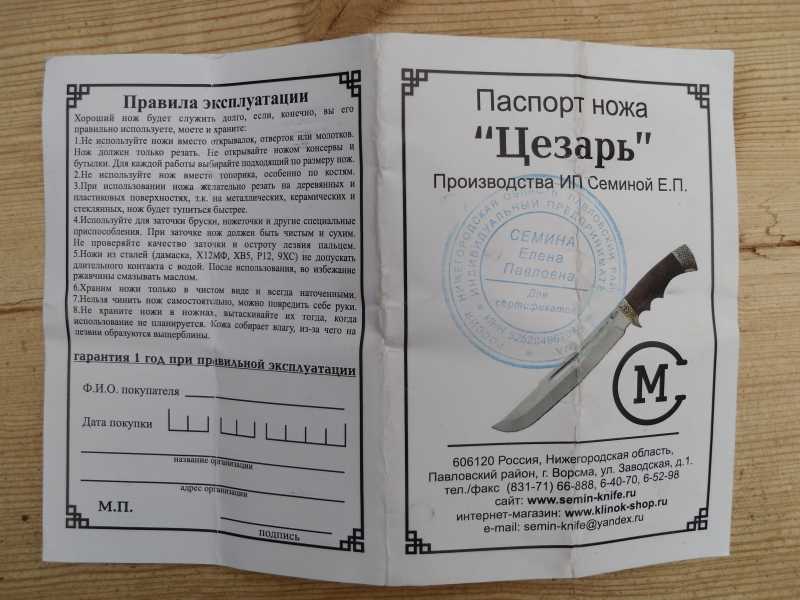 Правила эксплуатации
Хороший нож будет служить долго, если, конечно, вы его
правильно используете, моете и храните:
1.Не используйте ножи вместо открывалок, отверток или молотков.
Нож должен только резать. Не открывайте ножом консервы и
бутылки. Для каждой работы выбирайте подходящий по размеру нож.
2.Не используйте нож вместо топорика, особенно по костям.
3.При использовании ножа желательно резать на деревянных и
пластиковых поверхностях, т.к. на металлических, керамических и
стеклянных, нож будет тупиться быстрее.
4.Используйте для заточки бруски, ножеточки и другие специальные
приспособления. При заточке нож должен быть чистым и сухим.
Не проверяйте качество заточки и остроту лезвия пальцем.
5.Ножи из сталей (дамаска, Х12МФ, ХВ5, Р12, 9ХС) не допускать
длительного контакта с водой. После использования, во избежание
ржавчины смазывать маслом.
6.Храним ножи только в чистом виде и всегда наточенными.
7.Нельзя чинить нож самостоятельно, можно повредить себе руки.
8.Не храните ножи в ножнах, вытаскивайте их тогда, когда
использование не планируется. Кожа собирает влагу, из-за чего на
лезвии образуются выщерблины.
гарантия 1 год при правильной эксплуатации
Ф.И.О. покупателя
Дата покупки
название организации
адрес организации
М.П.
подпись
Паспорт ножа
"Цезарь"
Производства ИП Семиной Е.П.
НИЖЕГОРОДСКАЯ ОБЛАСТЬ, ПАВЛОВСКИЙ
ИНДИВИДУАЛЬНЫЙ ПРЕДПРИНИМАТЕ
СЕМИНА
Елена
Павловна
Для
сертификатов
М
606120 Россия, Нижегородская область,
Павловский район, г. Ворсма, ул. Заводская, д.1.
тел./факс (831-71) 66-888, 6-40-70, 6-52-98
сайт: www.semin-knife.ru
интернет-магазин: www.klinok-shop.ru
e-mail: semin-knife@yandex.ru